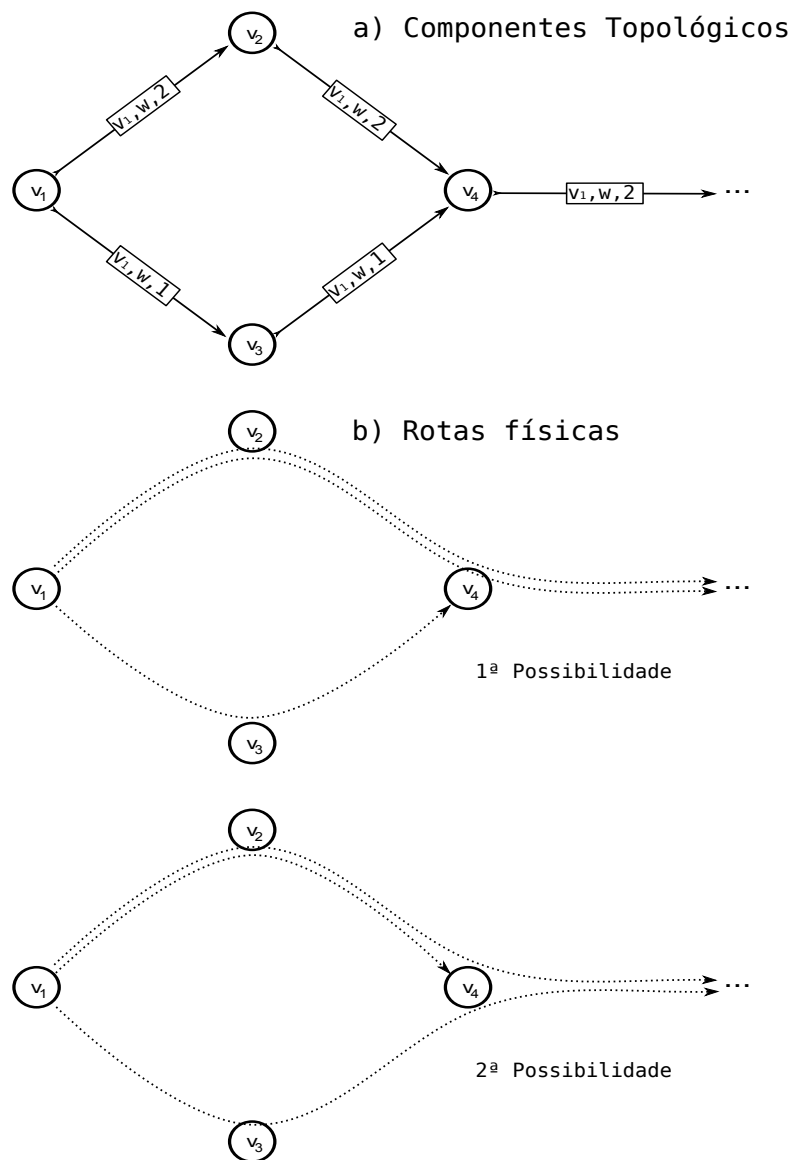 a) Componentes Topológicos
v2
v1,w,2
v1,w,2
v1
v4
v1,w,2
...
v1,w,1
v1,w,1
v3
b) Rotas físicas
v2
v1
v4
...
1ª Possibilidade
v3
v2
v1
v4
...
2ª Possibilidade
v3